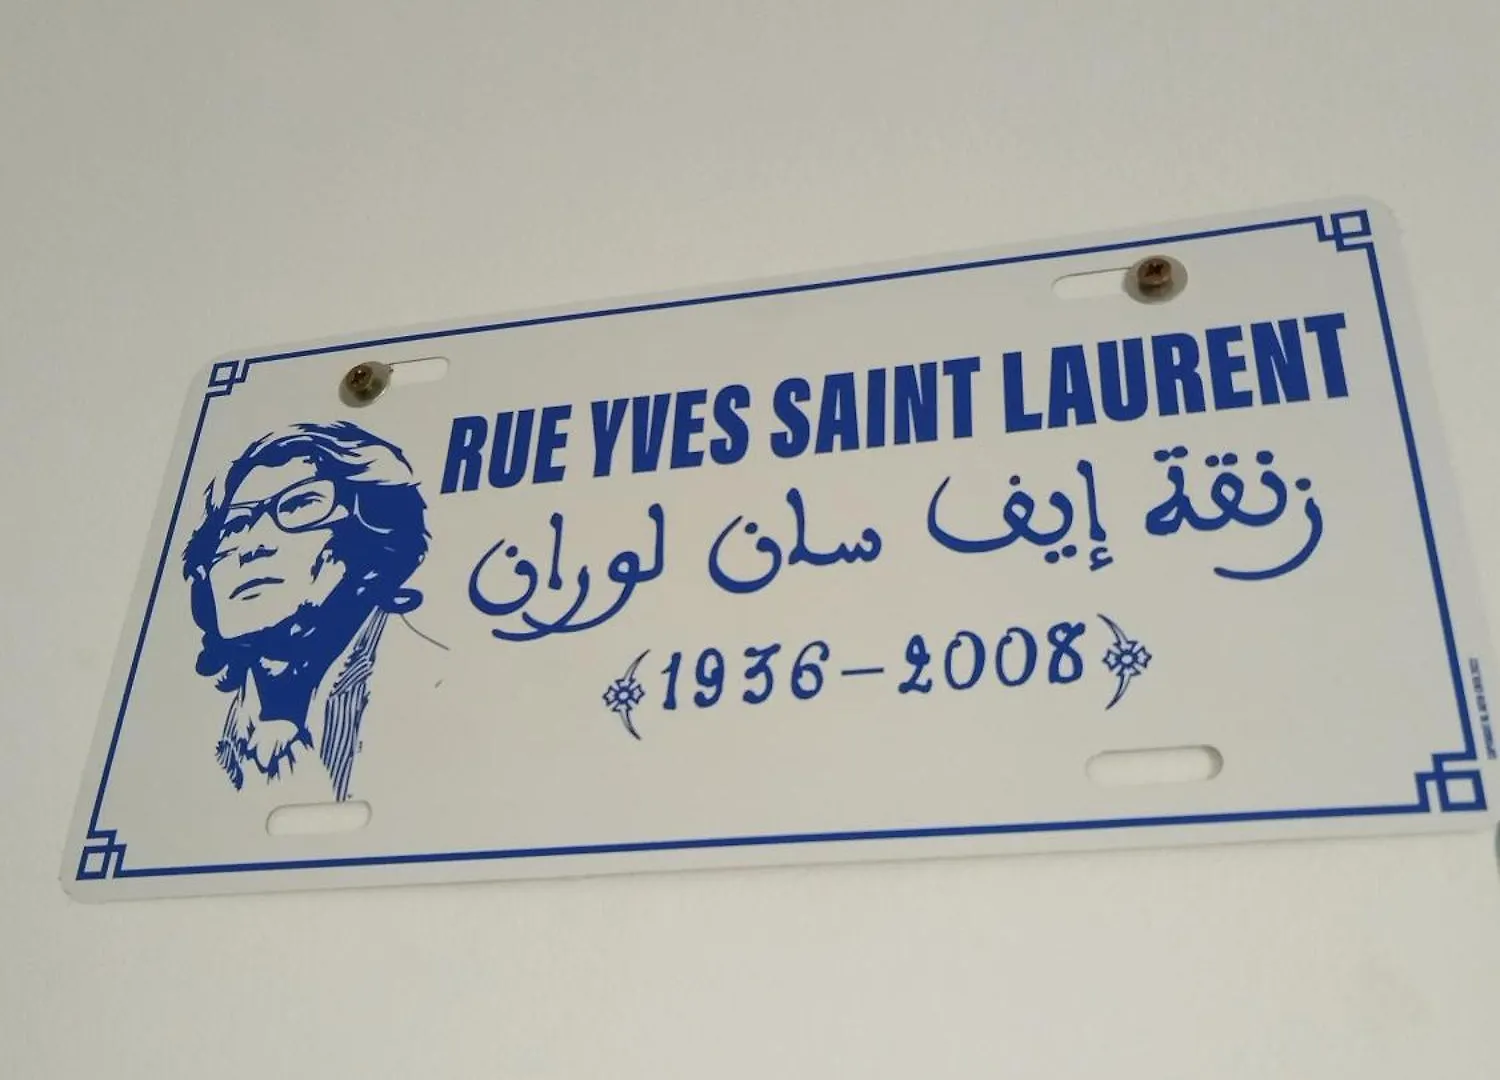 RUE YVES SAINT LAURENT
زنقة إيف سان لوران
1936-2008